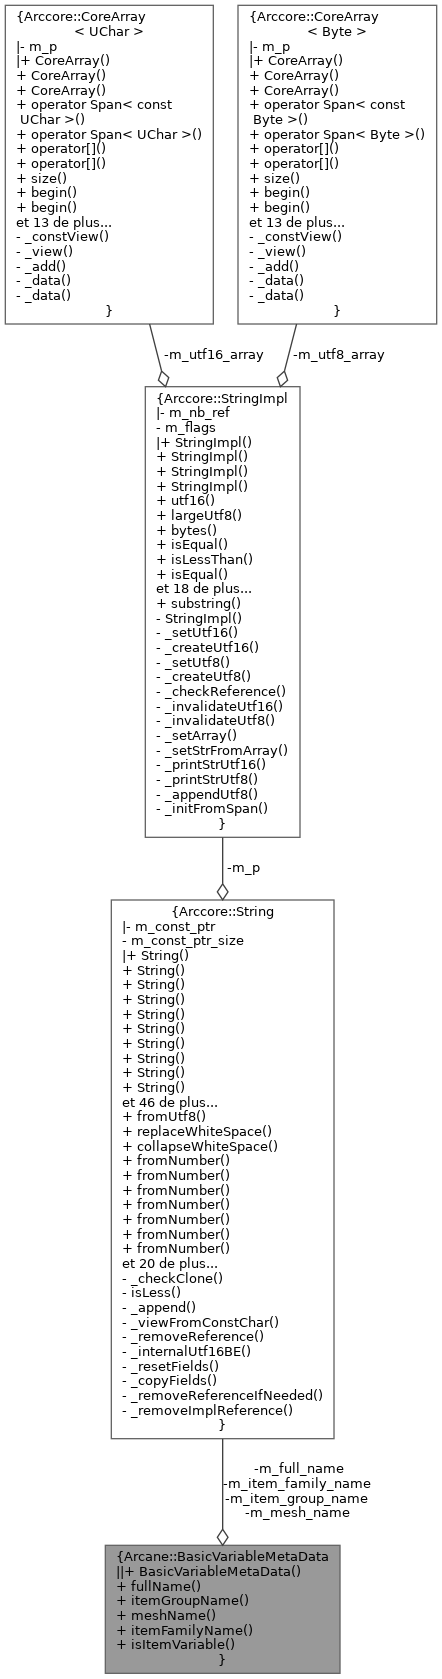 {Arccore::CoreArray
< UChar >
|- m_p
|+ CoreArray()
+ CoreArray()
+ CoreArray()
+ operator Span< const
UChar >()
+ operator Span< UChar >()
+ operator[]()
+ operator[]()
+ size()
+ begin()
+ begin()
et 13 de plus...
- _constView()
- _view()
- _add()
- _data()
- _data()
}
{Arccore::CoreArray
< Byte >
|- m_p
|+ CoreArray()
+ CoreArray()
+ CoreArray()
+ operator Span< const
Byte >()
+ operator Span< Byte >()
+ operator[]()
+ operator[]()
+ size()
+ begin()
+ begin()
et 13 de plus...
- _constView()
- _view()
- _add()
- _data()
- _data()
}
-m_utf16_array
-m_utf8_array
{Arccore::StringImpl
|- m_nb_ref
- m_flags
|+ StringImpl()
+ StringImpl()
+ StringImpl()
+ StringImpl()
+ utf16()
+ largeUtf8()
+ bytes()
+ isEqual()
+ isLessThan()
+ isEqual()
et 18 de plus...
+ substring()
- StringImpl()
- _setUtf16()
- _createUtf16()
- _setUtf8()
- _createUtf8()
- _checkReference()
- _invalidateUtf16()
- _invalidateUtf8()
- _setArray()
- _setStrFromArray()
- _printStrUtf16()
- _printStrUtf8()
- _appendUtf8()
- _initFromSpan()
}
-m_p
{Arccore::String
|- m_const_ptr
- m_const_ptr_size
|+ String()
+ String()
+ String()
+ String()
+ String()
+ String()
+ String()
+ String()
+ String()
+ String()
et 46 de plus...
+ fromUtf8()
+ replaceWhiteSpace()
+ collapseWhiteSpace()
+ fromNumber()
+ fromNumber()
+ fromNumber()
+ fromNumber()
+ fromNumber()
+ fromNumber()
+ fromNumber()
et 20 de plus...
- _checkClone()
- isLess()
- _append()
- _viewFromConstChar()
- _removeReference()
- _internalUtf16BE()
- _resetFields()
- _copyFields()
- _removeReferenceIfNeeded()
- _removeImplReference()
}
-m_full_name
-m_item_family_name
-m_item_group_name
-m_mesh_name
{Arcane::BasicVariableMetaData
||+ BasicVariableMetaData()
+ fullName()
+ itemGroupName()
+ meshName()
+ itemFamilyName()
+ isItemVariable()
}